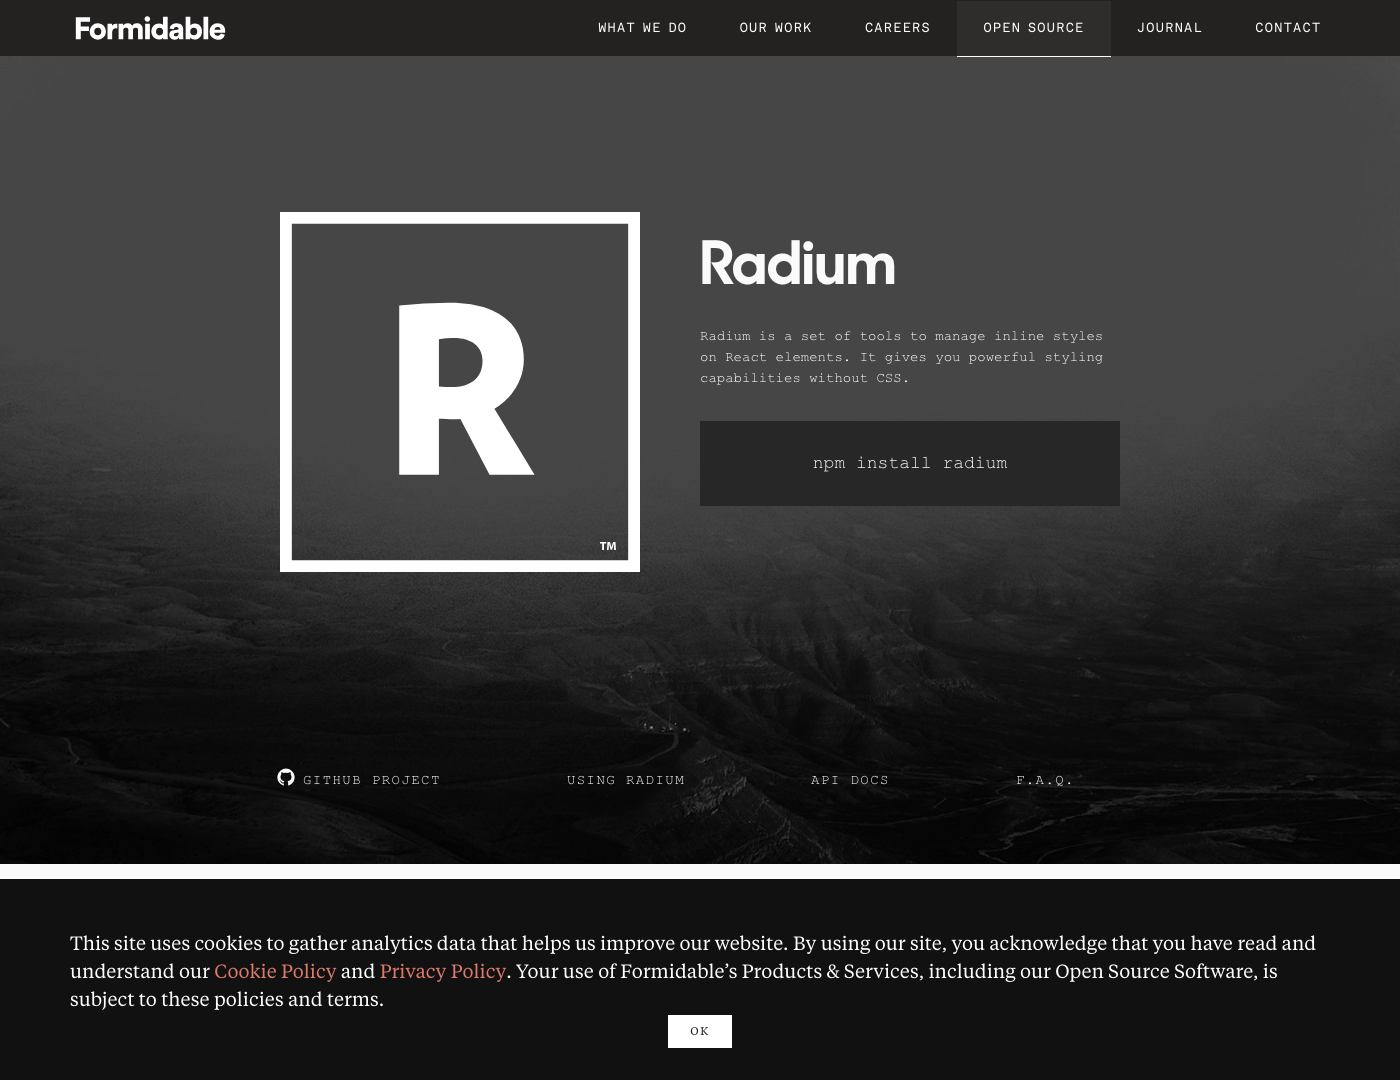 Formidable
WHAT WE DO
OUR WORK
CAREERS
OPEN SOURCE
JOURNAL
CONTACT
R
TM
Radium
Radium is a set of tools to manage inline styles
on React elements. It gives you powerful styling
capabilities without CSS.
npm install radium
GITHUB PROJECT
USING RADIUM
API DOCS
F.A.Q.
This site uses cookies to gather analytics data that helps us improve our website. By using our site, you acknowledge that you have read and
understand our Cookie Policy and Privacy Policy. Your use of Formidable’s Products & Services, including our Open Source Software, is
subject to these policies and terms.
OK